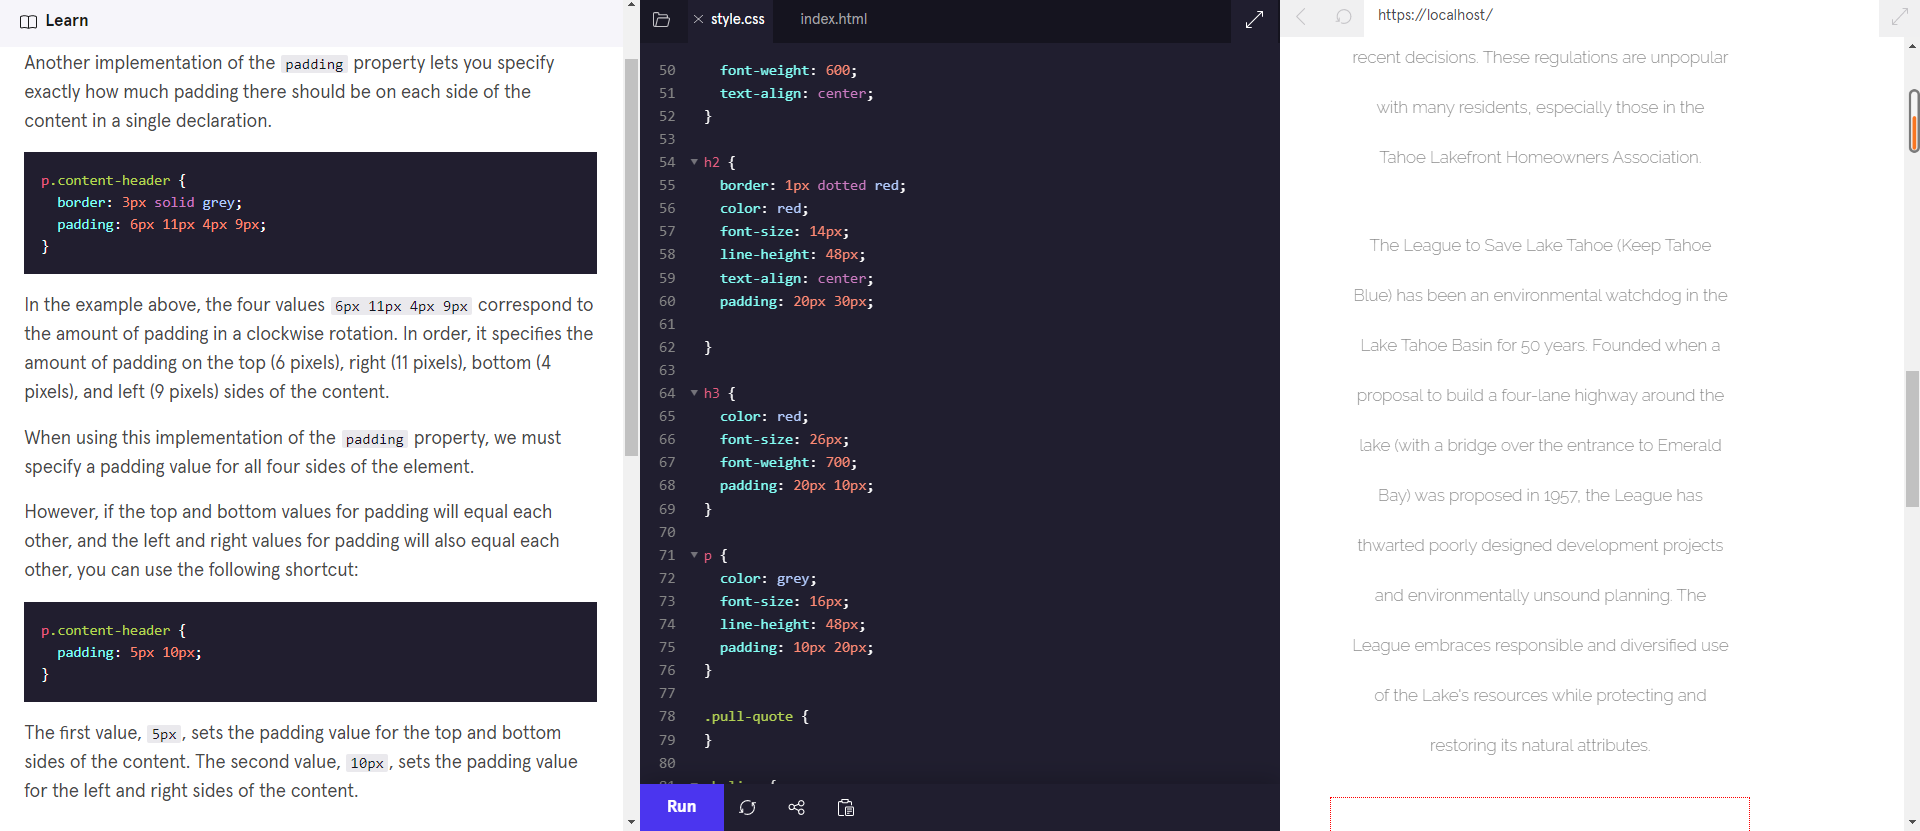 Learn
Another implementation of the padding property lets you specify
exactly how much padding there should be on each side of the
content in a single declaration.
p.content-header {
border: 3px solid grey;
padding: 6px 11px 4px 9px;
}
In the example above, the four values 6px 11px 4px 9px correspond to
the amount of padding in a clockwise rotation. In order, it specifies the
amount of padding on the top (6 pixels), right (11 pixels), bottom (4
pixels), and left (9 pixels) sides of the content.
When using this implementation of the padding property, we must
specify a padding value for all four sides of the element.
However, if the top and bottom values for padding will equal each
other, and the left and right values for padding will also equal each
other, you can use the following shortcut:
p.content-header {
padding: 5px 10px;
}
The first value, 5px, sets the padding value for the top and bottom
sides of the content. The second value, 10px, sets the padding value
for the left and right sides of the content.
style.css index.html
50 font-weight: 600;
51 text-align: center;
52 }
53
54 h2 {
55 border: 1px dotted red;
56 color: red;
57 font-size: 14px;
58 line-height: 48px;
59 text-align: center;
60 padding: 20px 30px;
61
62 }
63
64 h3 {
65 color: red;
66 font-size: 26px;
67 font-weight: 700;
68 padding: 20px 10px;
69 }
70
71 p {
72 color: grey;
73 font-size: 16px;
74 line-height: 48px;
75 padding: 10px 20px;
76 }
77
78 .pull-quote {
79 }
80
Run
https://localhost/
recent decisions. These regulations are unpopular
with many residents, especially those in the
Tahoe Lakefront Homeowners Association.
The League to Save Lake Tahoe (Keep Tahoe
Blue) has been an environmental watchdog in the
Lake Tahoe Basin for 50 years. Founded when a
proposal to build a four-lane highway around the
lake (with a bridge over the entrance to Emerald
Bay) was proposed in 1957, the League has
thwarted poorly designed development projects
and environmentally unsound planning. The
League embraces responsible and diversified use
of the Lake's resources while protecting and
restoring its natural attributes.